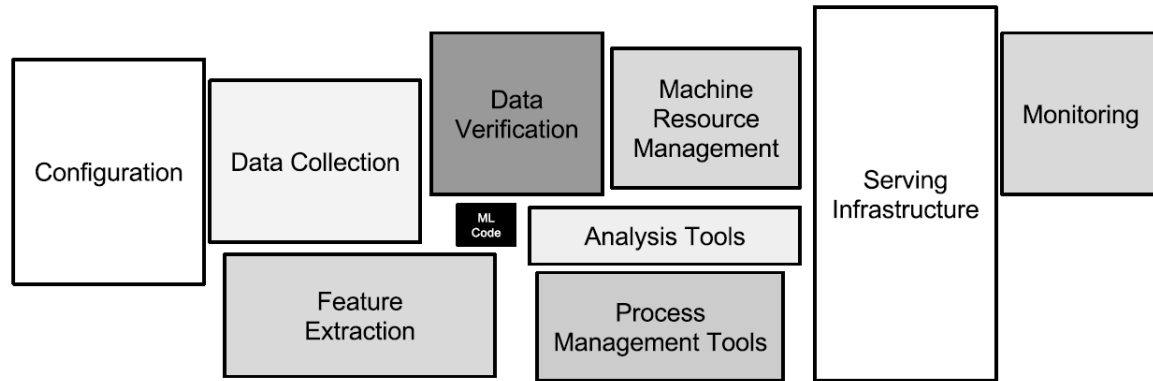 Configuration
Data Collection
Feature
Extraction
Data
Verification
ML
Code
Machine
Resource
Management
Analysis Tools
Process
Management Tools
Serving
Infrastructure
Monitoring